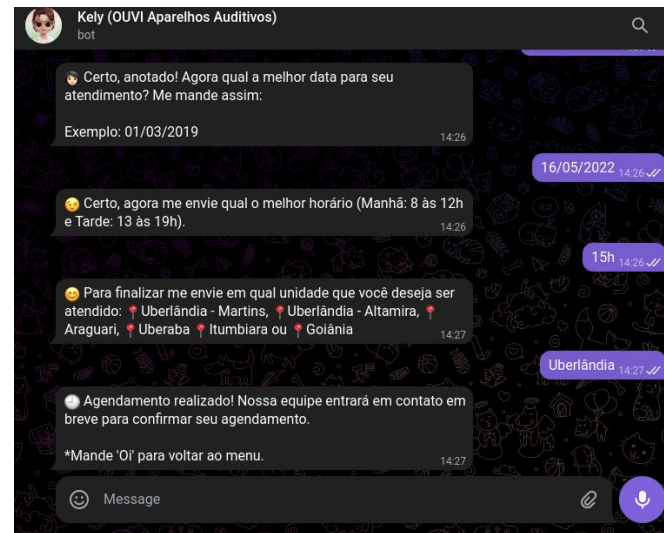 Kely (OUVI Aparelhos Auditivos)
bot
👩🏻 Certo, anotado! Agora qual a melhor data para seu
atendimento? Me mande assim:
Exemplo: 01/03/2019
14:26
16/05/2022 14:26
😉 Certo, agora me envie qual o melhor horário (Manhã: 8 às 12h
e Tarde: 13 às 19h).
14:26
15h 14:26
😊 Para finalizar me envie em qual unidade que você deseja ser
atendido: 📍Uberlândia - Martins, 📍Uberlândia - Altamira, 📍
Araguari, 📍Uberaba 📍Itumbiara ou 📍Goiânia
14:27
Uberlândia 14:27
🕘 Agendamento realizado! Nossa equipe entrará em contato em
breve para confirmar seu agendamento.
*Mande 'Oi' para voltar ao menu.
14:27
Message